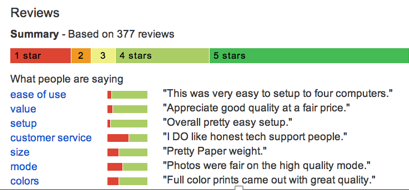 Reviews
Summary - Based on 377 reviews
1 star 2 3 4 stars 5 stars
What people are saying
ease of use "This was very easy to setup to four computers."
value "Appreciate good quality at a fair price."
setup "Overall pretty easy setup."
customer service "I DO like honest tech support people."
size "Pretty Paper weight."
mode "Photos were fair on the high quality mode."
colors "Full color prints came out with great quality."